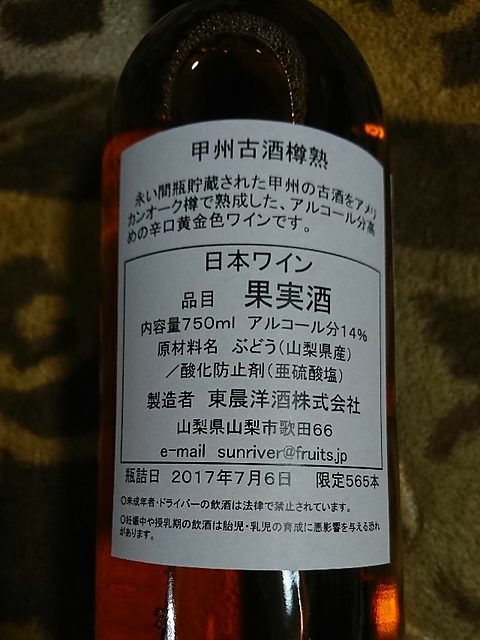 甲州古酒樽熟
永い間瓶貯蔵された甲州の古酒をアメリ
カンオーク樽で熟成した、アルコール分高
めの辛口黄金色ワインです。
日本ワイン
品目 果実酒
内容量750ml アルコール分14%
原材料名 ぶどう(山梨県産)
/酸化防止剤(亜硫酸塩)
製造者 東晨洋酒株式会社
山梨県山梨市歌田66
e-mail sunriver@fruits.jp
瓶詰日 2017年7月6日 限定565本
○未成年者・ドライバーの飲酒は法律で禁止されています。
○妊娠中や授乳期の飲酒は胎児・乳児の育成に悪影響を与える恐れ
があります。